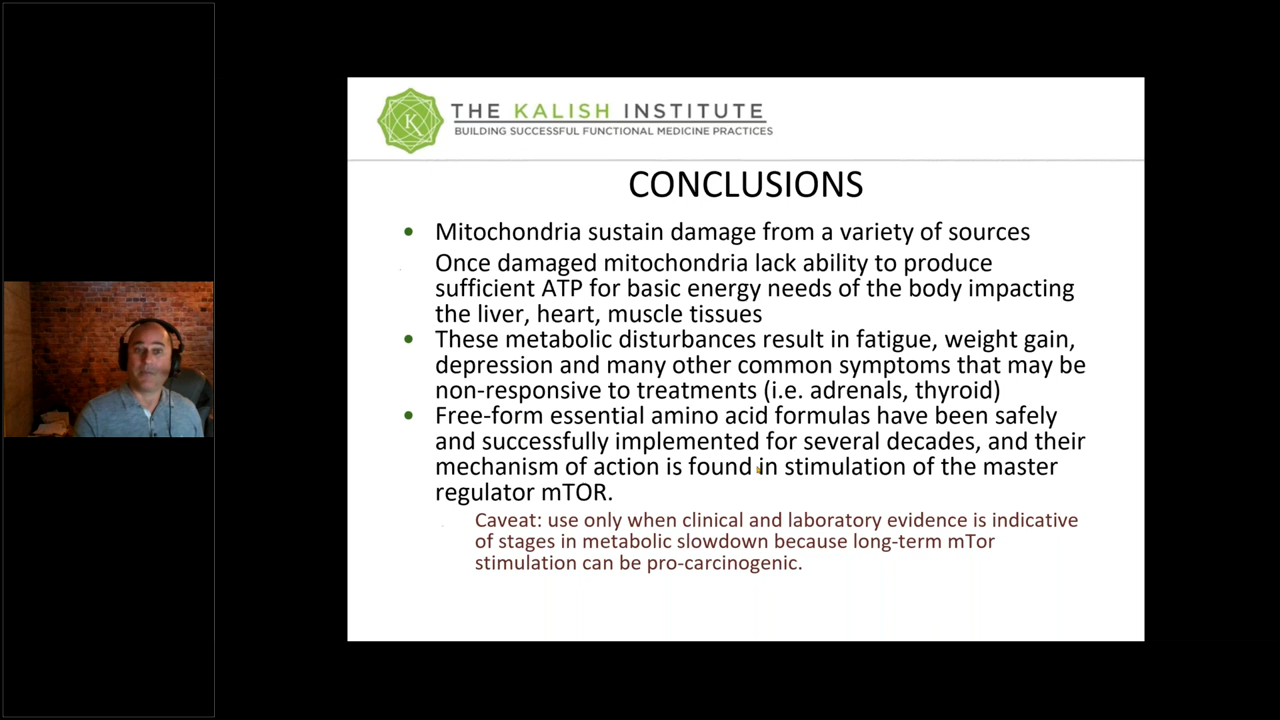 K
THE KALISH INSTITUTE
BUILDING SUCCESSFUL FUNCTIONAL MEDICINE PRACTICES
CONCLUSIONS
• Mitochondria sustain damage from a variety of sources
Once damaged mitochondria lack ability to produce
sufficient ATP for basic energy needs of the body impacting
the liver, heart, muscle tissues
• These metabolic disturbances result in fatigue, weight gain,
depression and many other common symptoms that may be
non-responsive to treatments (i.e. adrenals, thyroid)
• Free-form essential amino acid formulas have been safely
and successfully implemented for several decades, and their
mechanism of action is found in stimulation of the master
regulator mTOR.
Caveat: use only when clinical and laboratory evidence is indicative
of stages in metabolic slowdown because long-term mTor
stimulation can be pro-carcinogenic.